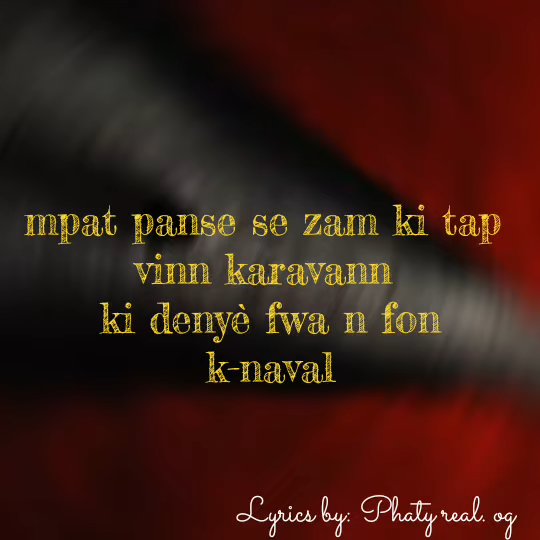 mpat panse se zam ki tap
vinn karavann
ki denyè fwa n fon
k-naval
Lyrics by: Phaty real. og